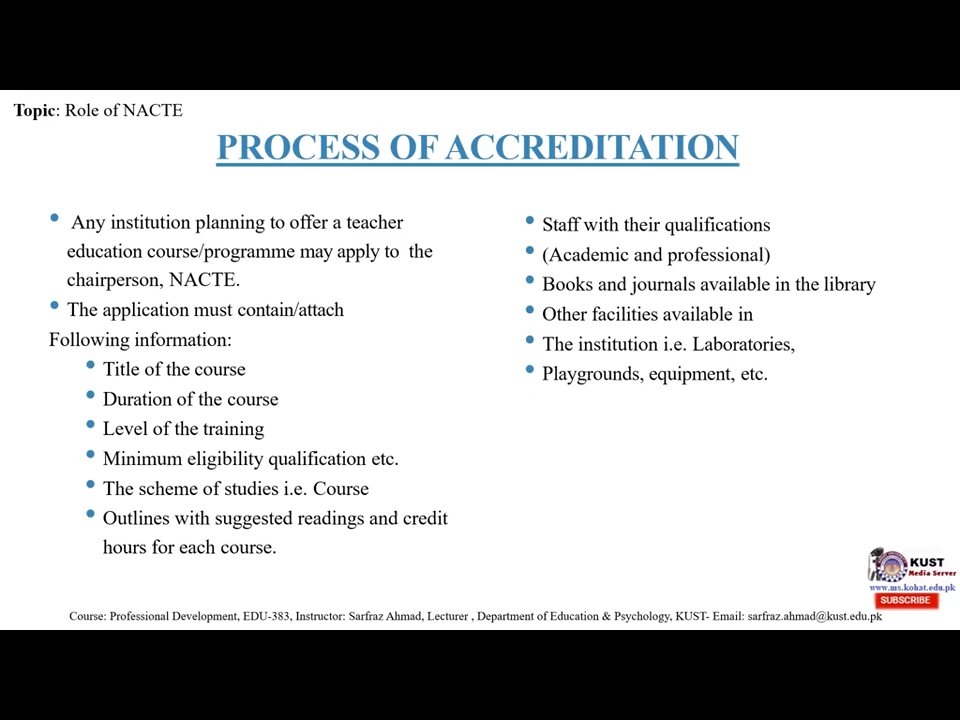 Topic: Role of NACTE
PROCESS OF ACCREDITATION
• Any institution planning to offer a teacher
education course/programme may apply to the
chairperson, NACTE.
• The application must contain/attach
Following information:
• Title of the course
• Duration of the course
• Level of the training
• Minimum eligibility qualification etc.
• The scheme of studies i.e. Course
• Outlines with suggested readings and credit
hours for each course.
• Staff with their qualifications
• (Academic and professional)
• Books and journals available in the library
• Other facilities available in
• The institution i.e. Laboratories,
• Playgrounds, equipment, etc.
KUST
Media Server
www.ms.kohat.edu.pk
SUBSCRIBE
Course: Professional Development, EDU-383, Instructor: Sarfraz Ahmad, Lecturer , Department of Education & Psychology, KUST- Email: sarfraz.ahmad@kust.edu.pk